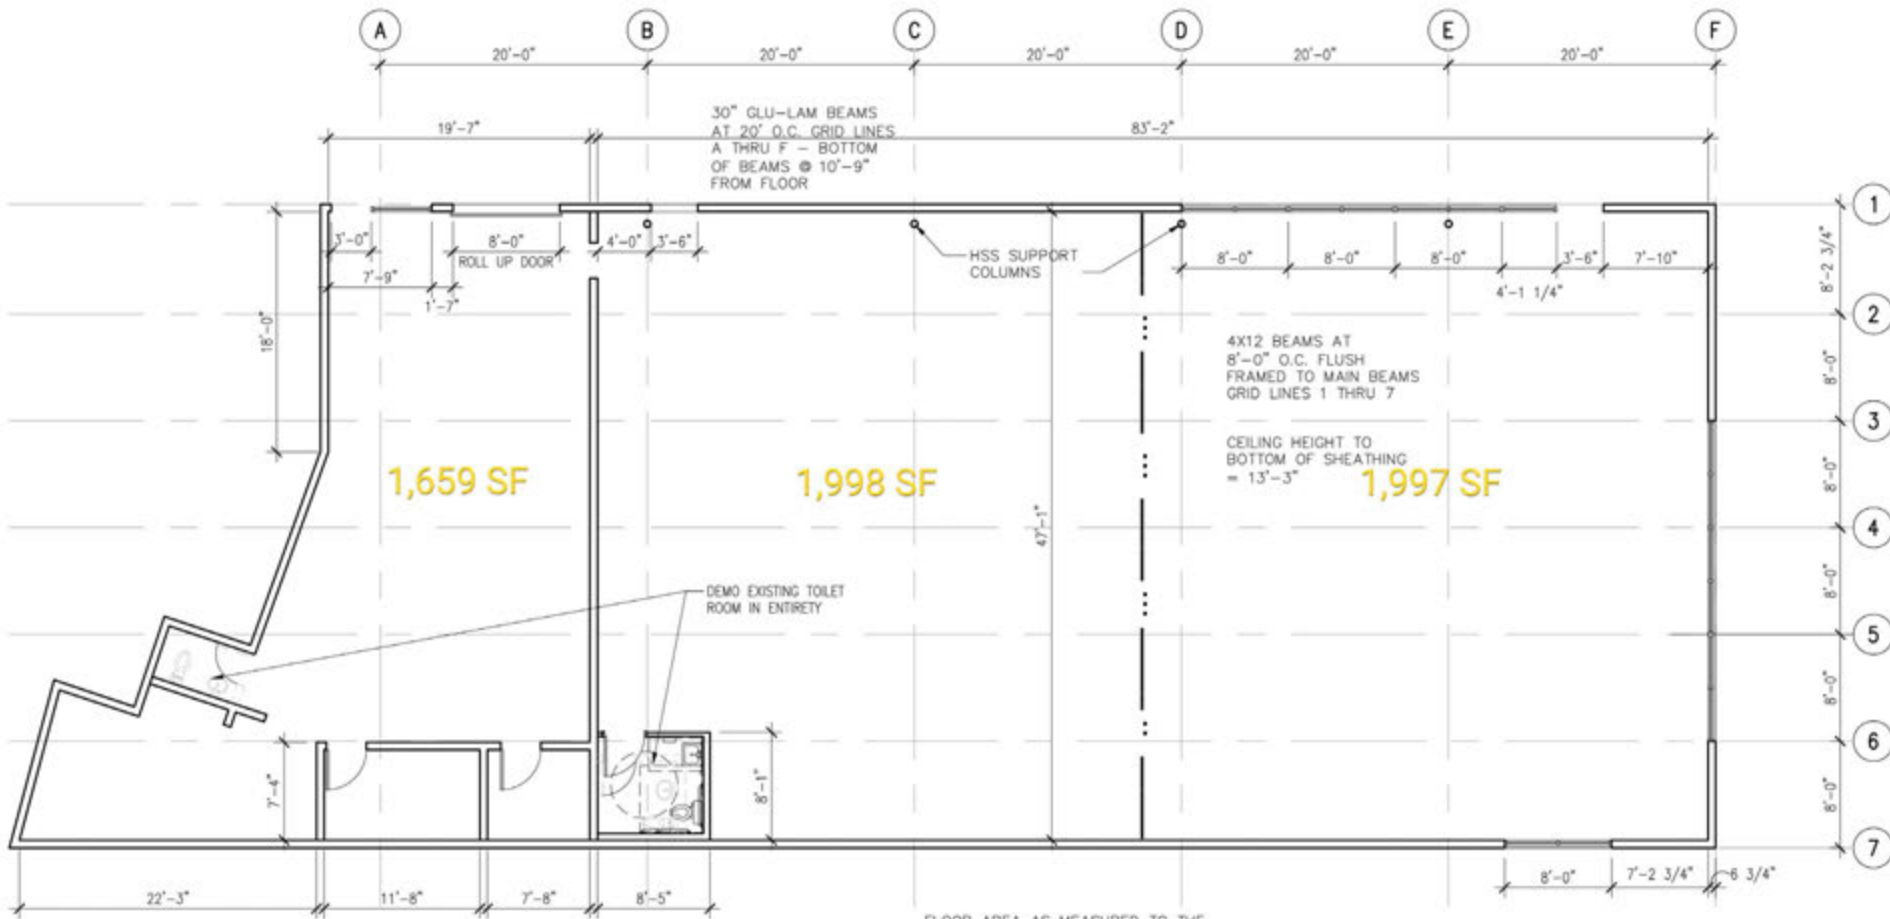 A B C D E F
20'-0" 20'-0" 20'-0" 20'-0" 20'-0"
30" GLU-LAM BEAMS
AT 20' O.C. GRID LINES
A THRU F - BOTTOM
OF BEAMS @ 10'-9"
FROM FLOOR
19'-7" 83'-2"
1
3'-0" 8'-0" 4'-0" 3'-6"
ROLL UP DOOR
7'-9"
1'-7"
HSS SUPPORT
COLUMNS
8'-0" 8'-0" 8'-0" 3'-6" 7'-10"
4'-1 1/4"
8'-2 3/4"
2
18'-0"
4X12 BEAMS AT
8'-0" O.C. FLUSH
FRAMED TO MAIN BEAMS
GRID LINES 1 THRU 7
8'-0"
3
CEILING HEIGHT TO
BOTTOM OF SHEATHING
= 13'-3"
1,659 SF 1,998 SF 1,997 SF
8'-0"
47'-1"
4
DEMO EXISTING TOILET
ROOM IN ENTIRETY
8'-0"
5
8'-0"
6
7'-4" 8'-1" 8'-0"
7
22'-3" 11'-8" 7'-8" 8'-5" 8'-0" 7'-2 3/4" 6 3/4"
FLOOR AREA AS MEASURED TO THE